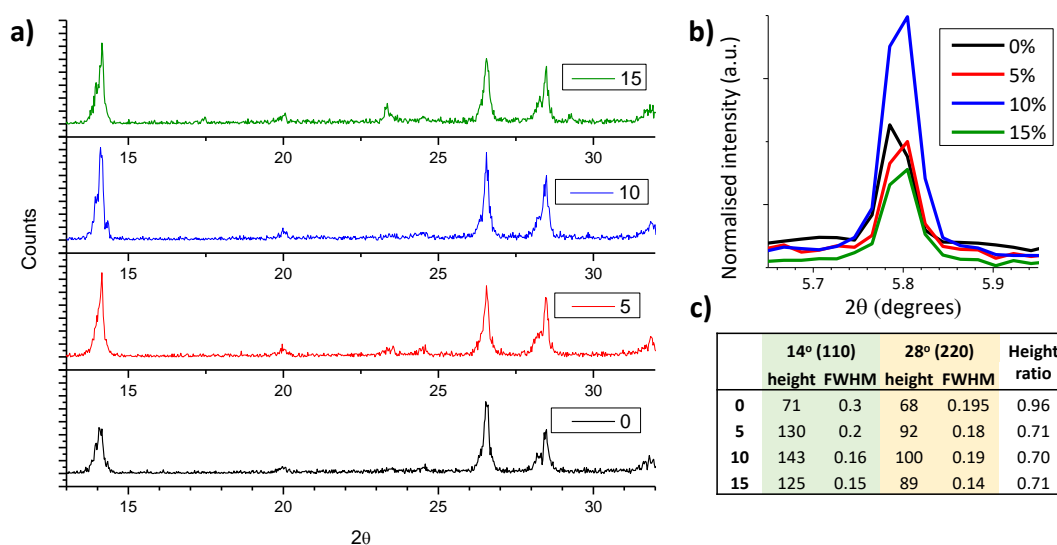 a)
15
15
20
25
30
10
15
20
25
30
5
15
20
25
30
0
15
20
25
30
Counts
2θ
b)
0%
5%
10%
15%
Normalised intensity (a.u.)
5.7
5.8
5.9
2θ (degrees)
c)
14º (110) 28º (220) Height
ratio
height FWHM height FWHM
0 71 0.3 68 0.195 0.96
5 130 0.2 92 0.18 0.71
10 143 0.16 100 0.19 0.70
15 125 0.15 89 0.14 0.71